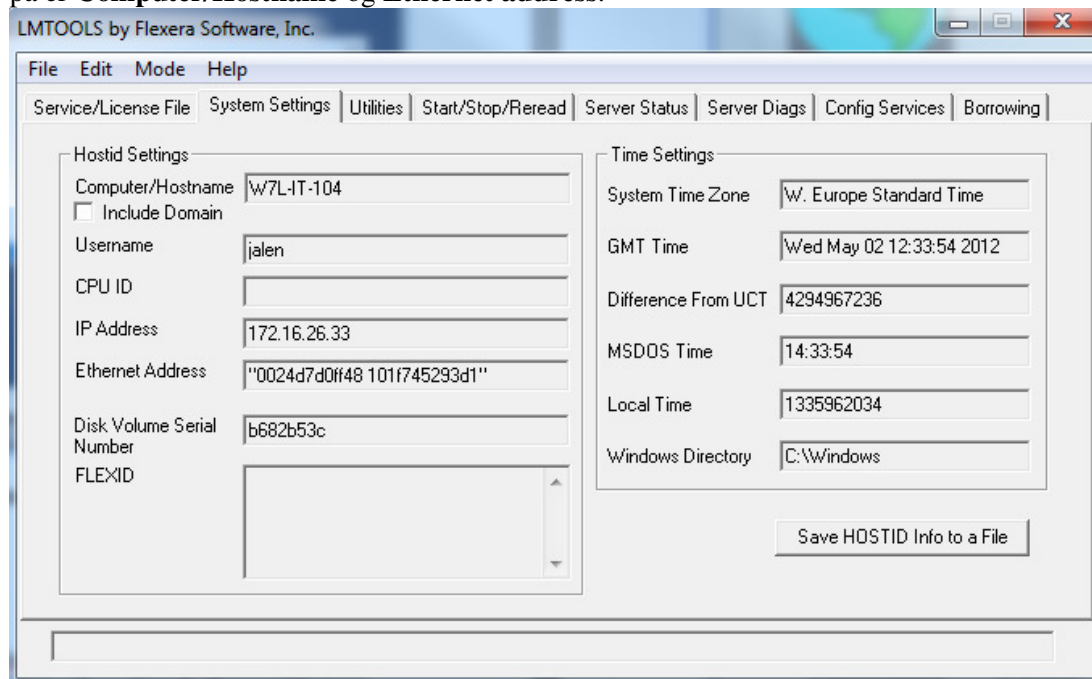 på er Computer/Hostname og Ethernet address.
LMTOOLS by Flexera Software, Inc.
File Edit Mode Help
Service/License File System Settings Utilities Start/Stop/Reread Server Status Server Diags Config Services Borrowing
Hostid Settings
Computer/Hostname W7L-IT-104
Include Domain
Username jalen
CPU ID
IP Address 172.16.26.33
Ethernet Address "0024d7d0ff48 101f745293d1"
Disk Volume Serial
Number b682b53c
FLEXID
Time Settings
System Time Zone W. Europe Standard Time
GMT Time Wed May 02 12:33:54 2012
Difference From UCT 4294967236
MSDOS Time 14:33:54
Local Time 1335962034
Windows Directory C:\Windows
Save HOSTID Info to a File